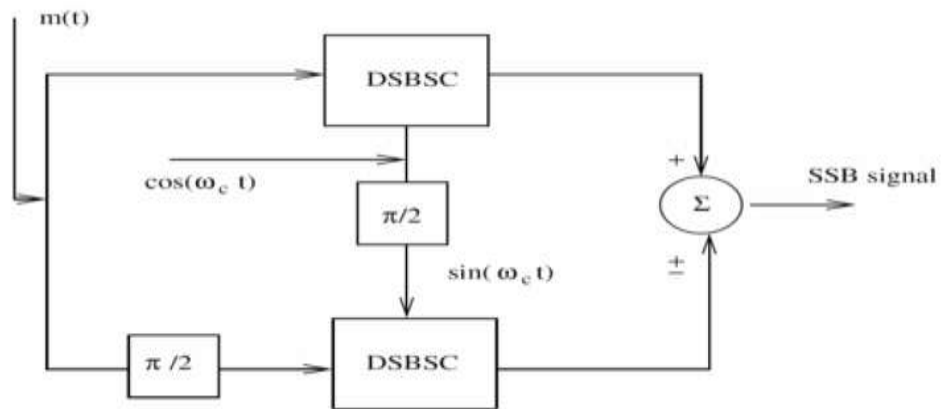 m(t)
DSBSC
cos(ω_c t)
+
SSB signal
π/2
Σ
±
sin( ω_c t)
π /2
DSBSC